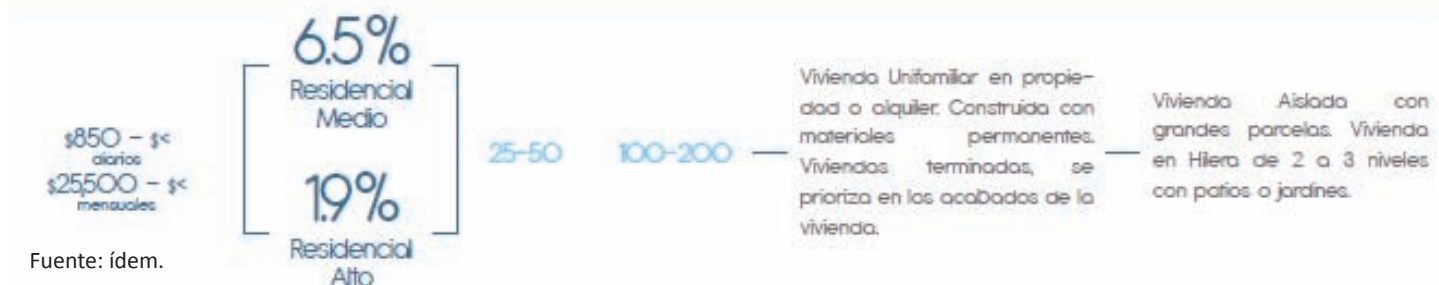 $850 - $<
diarios
$25,500 - $<
mensuales
6.5%
Residencial
Medio
1.9%
Residencial
Alto
25-50
100-200
Vivienda Unifamiliar en propie-
dad o alquiler. Construida con
materiales permanentes.
Viviendas terminadas, se
prioriza en los acabados de la
vivienda.
Vivienda Aislada con
grandes parcelas. Vivienda
en Hilera de 2 a 3 niveles
con patios o jardines.
Fuente: ídem.